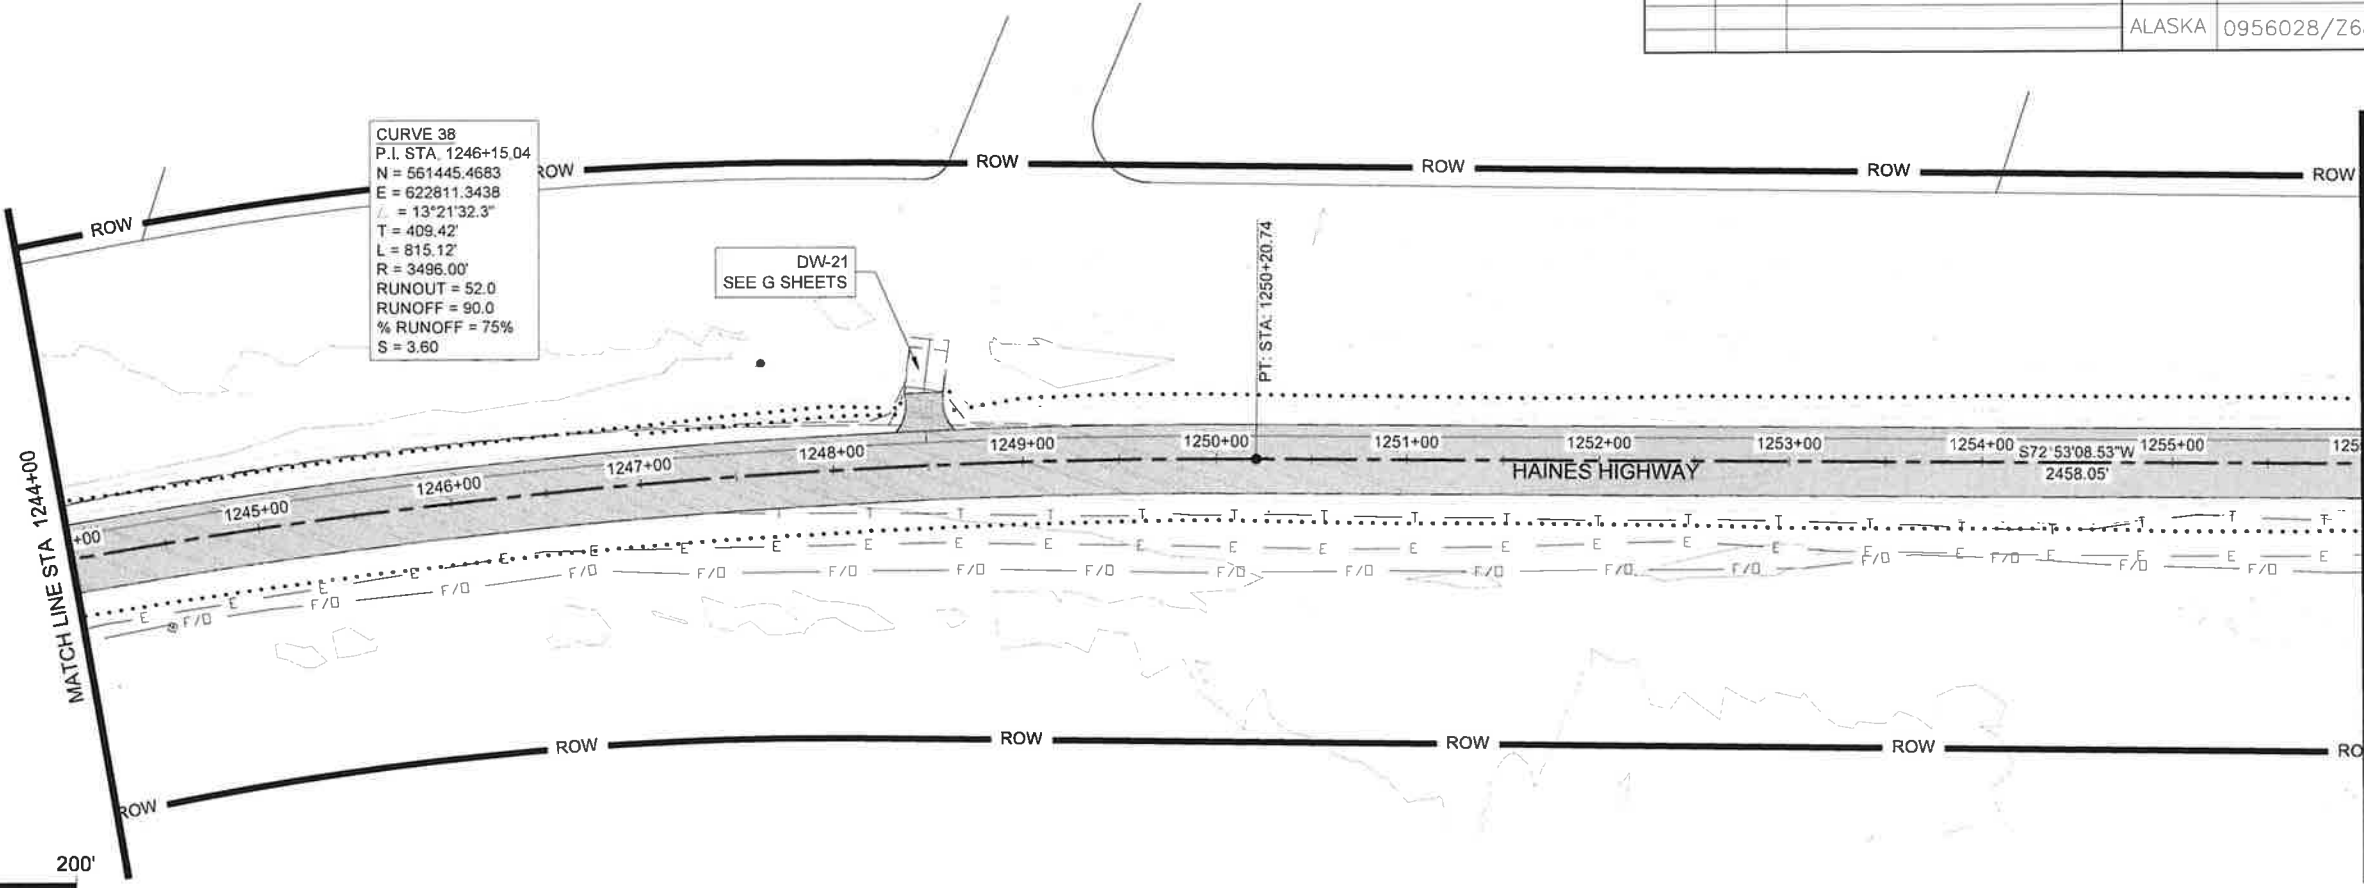 ALASKA 0956028/Z6
CURVE 38
P.I. STA. 1246+15.04
N = 561445.4683
E = 622811.3438
= 13°21'32.3"
T = 409.42'
L = 815.12'
R = 3496.00'
RUNOUT = 52.0
RUNOFF = 90.0
% RUNOFF = 75%
S = 3.60
ROW ROW ROW ROW ROW ROW
DW-21
SEE G SHEETS
PT: STA: 1250+20.74
MATCH LINE STA 1244+00
+00 1245+00 1246+00 1247+00 1248+00 1249+00 1250+00 1251+00 1252+00 1253+00 1254+00 1255+00 125
S72°53'08.53"W
2458.05'
HAINES HIGHWAY
T T T T T T T T T T T T T T
E E E E E E E E E E E E E E E E E E E E E E E E E
F/O F/O F/O F/O F/O F/O F/O F/O F/O F/O F/O F/O F/O F/O F/O F/O F/O
ROW ROW ROW ROW ROW RO
200'